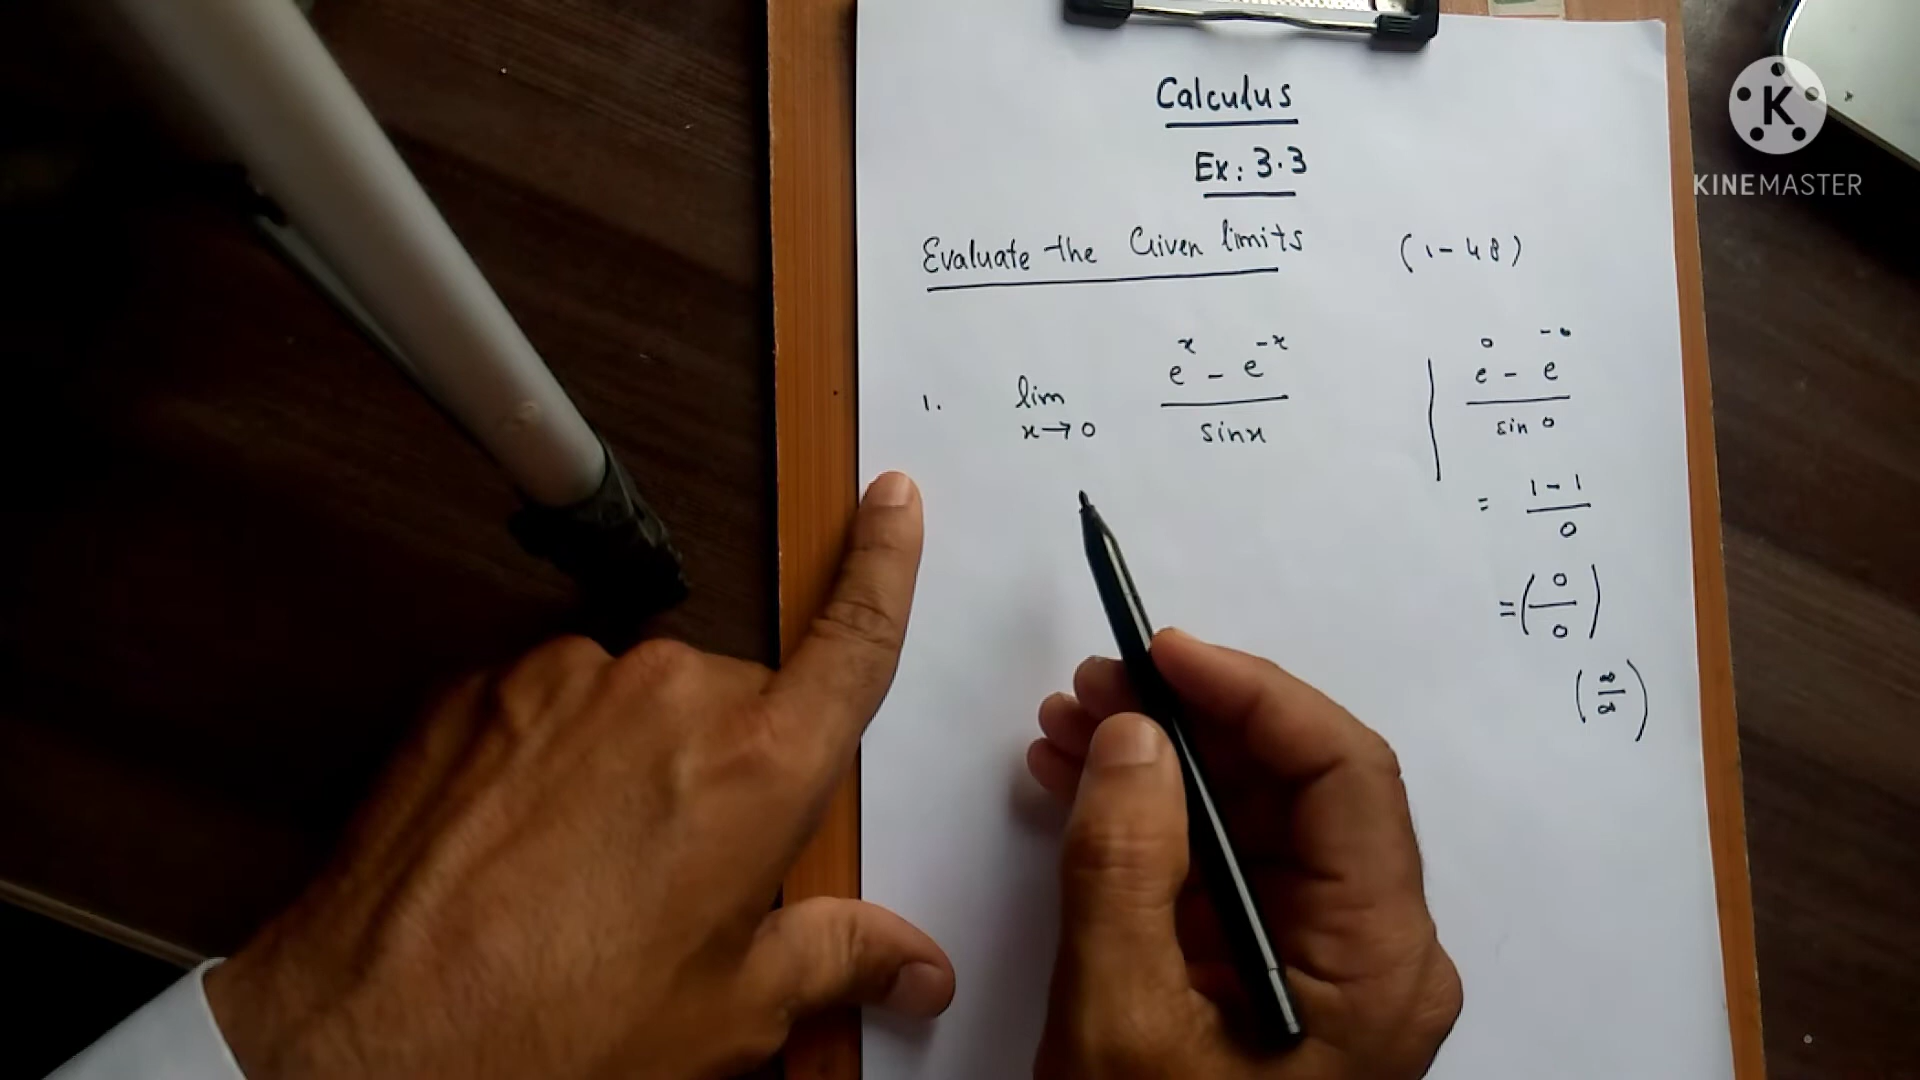 Calculus
Ex: 3.3
Evaluate the Given limits (1-48)
1. lim x→0 (e^x - e^-x) / sinx
(e^0 - e^-0) / sin 0
= (1-1) / 0
= (0/0)
(∞/∞)
K
KINEMASTER